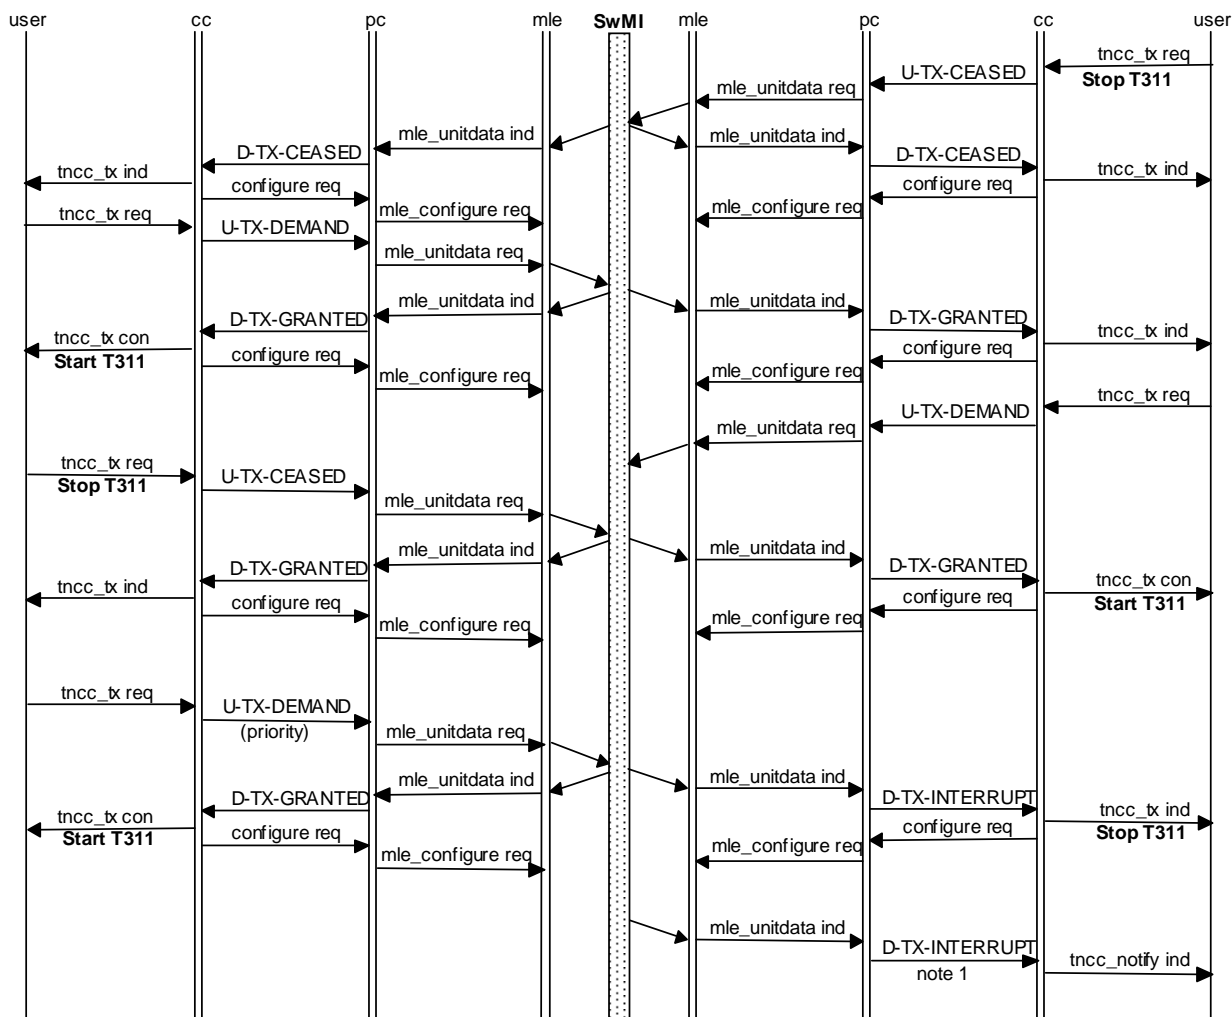 user cc pc mle SwMI mle pc cc user
tncc_tx req
U-TX-CEASED
Stop T311
mle_unitdata req
mle_unitdata ind
mle_unitdata ind
D-TX-CEASED
D-TX-CEASED
tncc_tx ind
tncc_tx ind
configure req
configure req
tncc_tx req
mle_configure req
mle_configure req
U-TX-DEMAND
mle_unitdata req
mle_unitdata ind
mle_unitdata ind
D-TX-GRANTED
D-TX-GRANTED
tncc_tx con
tncc_tx ind
Start T311
configure req
configure req
mle_configure req
mle_configure req
tncc_tx req
U-TX-DEMAND
mle_unitdata req
tncc_tx req
Stop T311
U-TX-CEASED
mle_unitdata req
mle_unitdata ind
mle_unitdata ind
D-TX-GRANTED
D-TX-GRANTED
tncc_tx ind
tncc_tx con
configure req
configure req
Start T311
mle_configure req
mle_configure req
tncc_tx req
U-TX-DEMAND
(priority)
mle_unitdata req
mle_unitdata ind
mle_unitdata ind
D-TX-GRANTED
D-TX-INTERRUPT
tncc_tx con
tncc_tx ind
Start T311
configure req
configure req
Stop T311
mle_configure req
mle_configure req
mle_unitdata ind
D-TX-INTERRUPT
note 1
tncc_notify ind